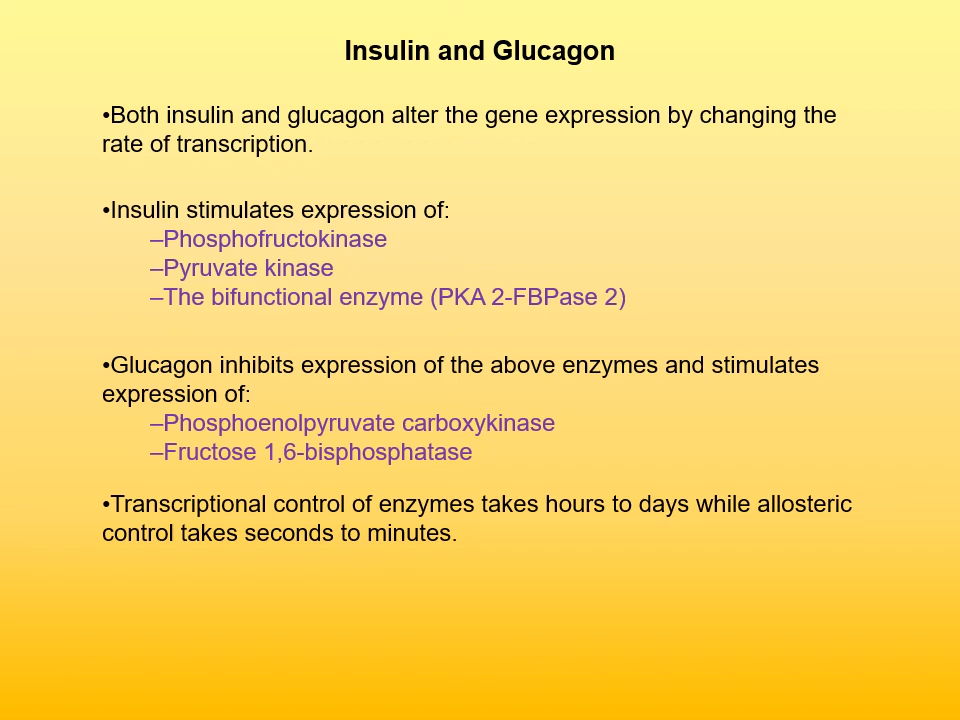 Insulin and Glucagon
•Both insulin and glucagon alter the gene expression by changing the
rate of transcription.
•Insulin stimulates expression of:
–Phosphofructokinase
–Pyruvate kinase
–The bifunctional enzyme (PKA 2-FBPase 2)
•Glucagon inhibits expression of the above enzymes and stimulates
expression of:
–Phosphoenolpyruvate carboxykinase
–Fructose 1,6-bisphosphatase
•Transcriptional control of enzymes takes hours to days while allosteric
control takes seconds to minutes.